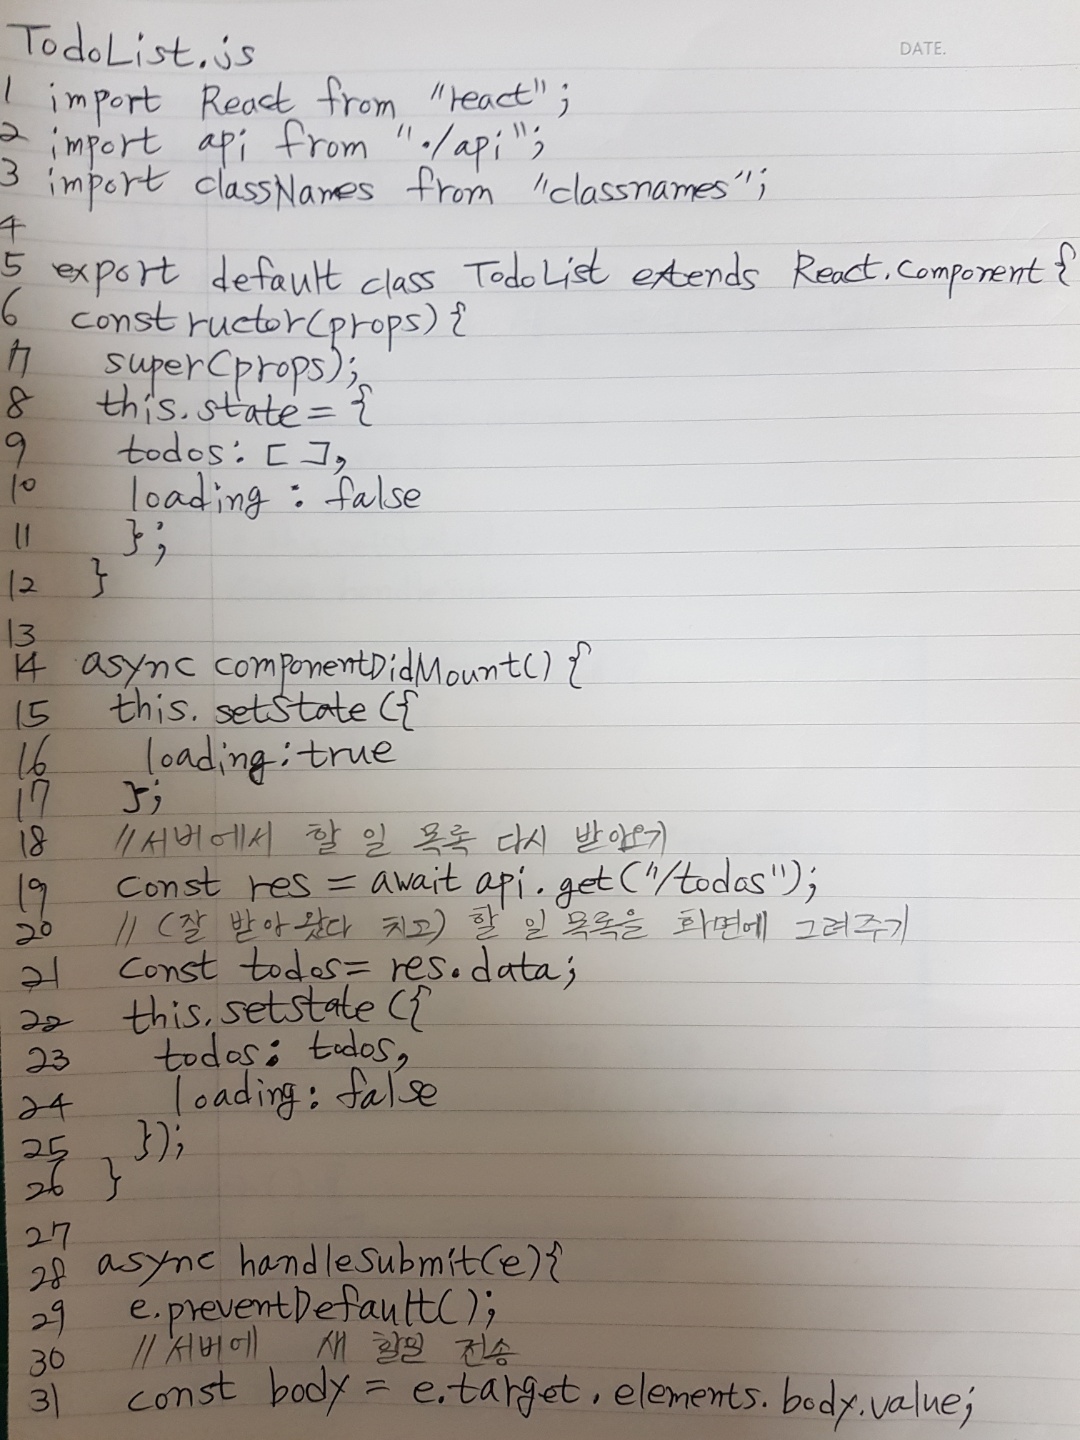 DATE.
TodoList.js
1 import React from "react";
2 import api from "./api";
3 import classNames from "classnames";
4
5 export default class TodoList extends React.Component {
6 constructor(props) {
7 super(props);
8 this.state = {
9 todos: [ ],
10 loading : false
11 };
12 }
13
14 async componentDidMount() {
15 this.setState({
16 loading: true
17 };
18 //서버에서 할 일 목록 다시 받아오기
19 const res = await api.get("/todos");
20 // (잘 받아왔다 치고) 할 일 목록을 화면에 그려주기
21 const todos = res.data;
22 this.setState({
23 todos: todos,
24 loading: false
25 });
26 }
27
28 async handleSubmit(e){
29 e.preventDefault();
30 //서버에 새 할일 전송
31 const body = e.target.elements.body.value;